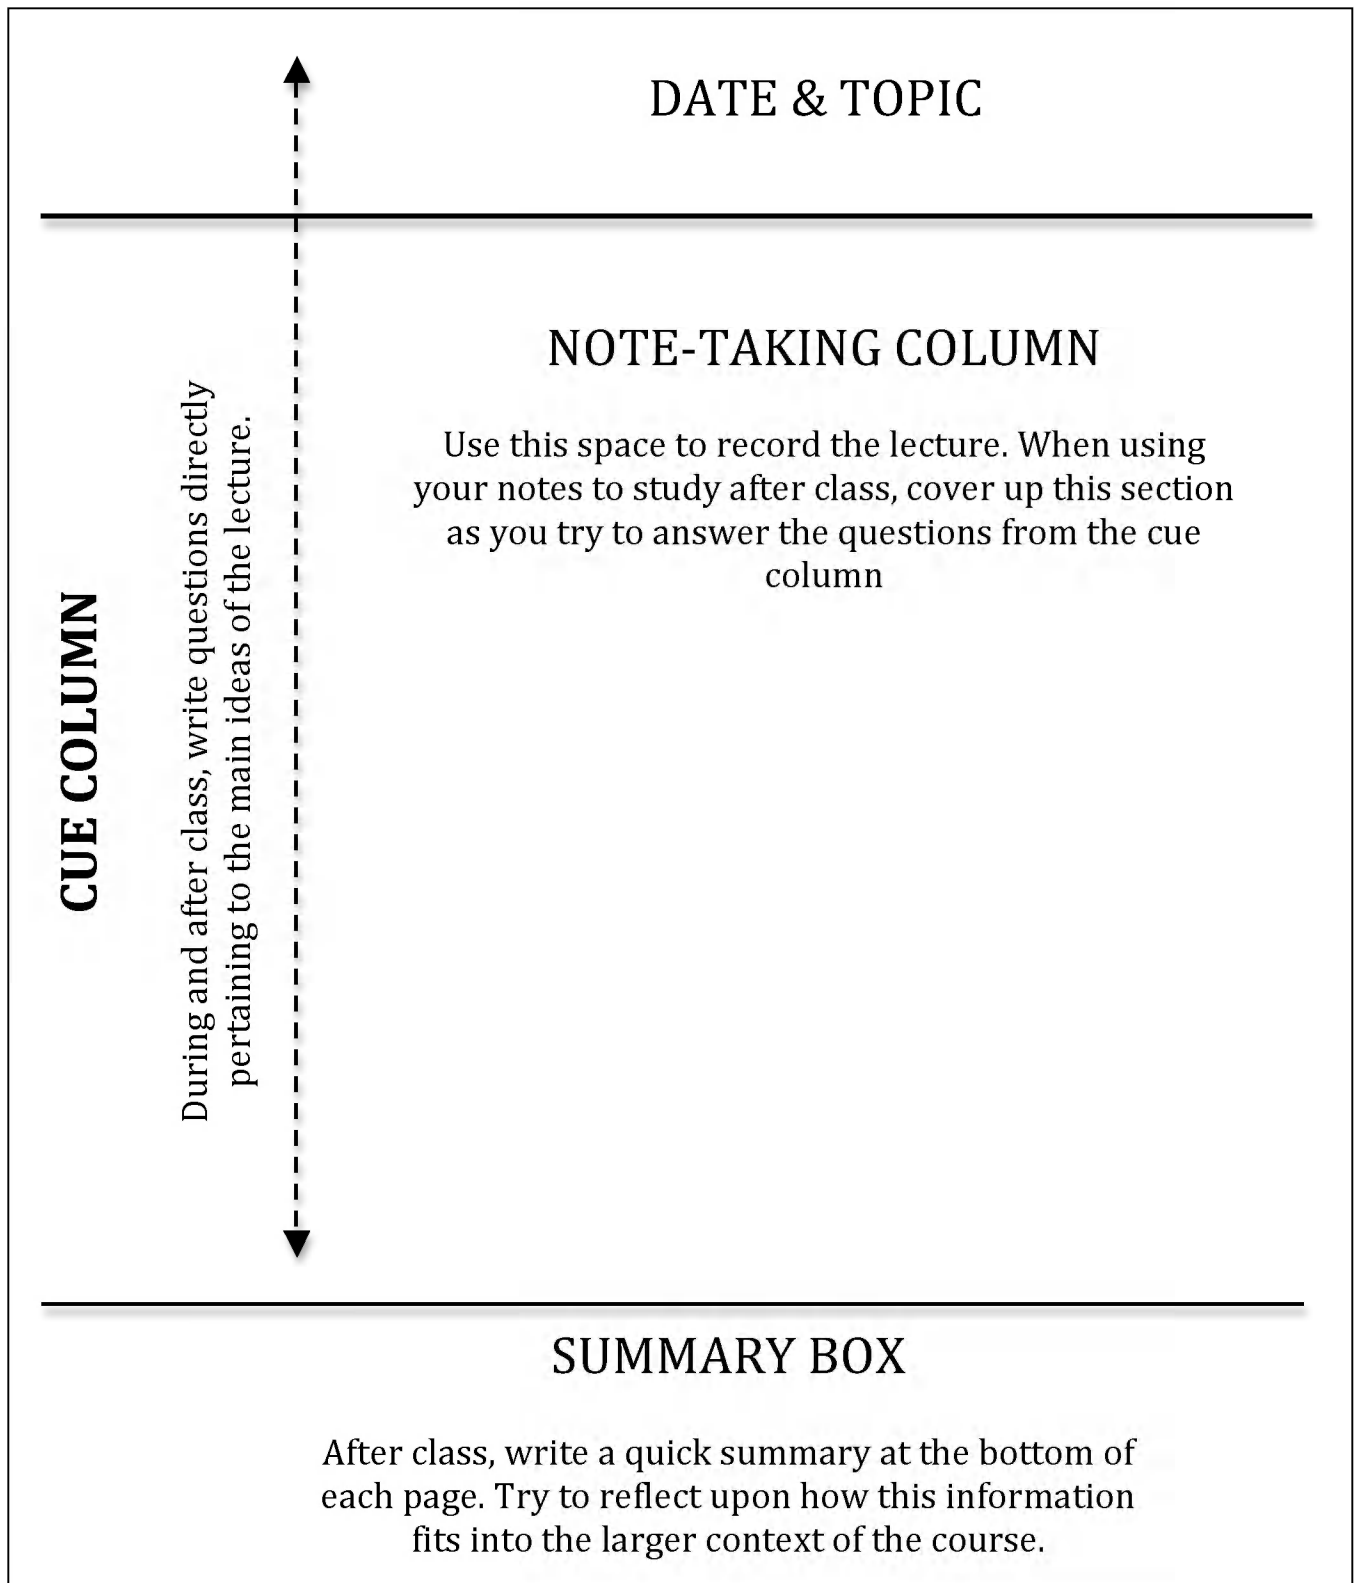 DATE & TOPIC
CUE COLUMN
During and after class, write questions directly
pertaining to the main ideas of the lecture.
NOTE-TAKING COLUMN
Use this space to record the lecture. When using
your notes to study after class, cover up this section
as you try to answer the questions from the cue
column
SUMMARY BOX
After class, write a quick summary at the bottom of
each page. Try to reflect upon how this information
fits into the larger context of the course.